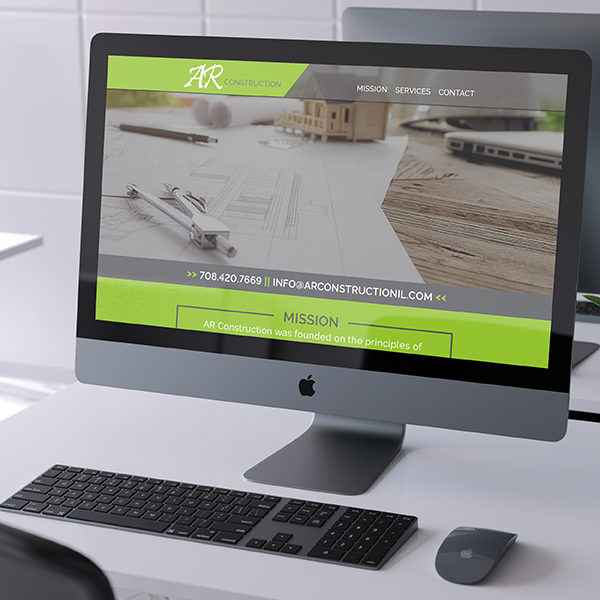 AR CONSTRUCTION
MISSION SERVICES CONTACT
>> 708.420.7669 || INFO@ARCONSTRUCTIONIL.COM <<
MISSION
AR Construction was founded on the principles of